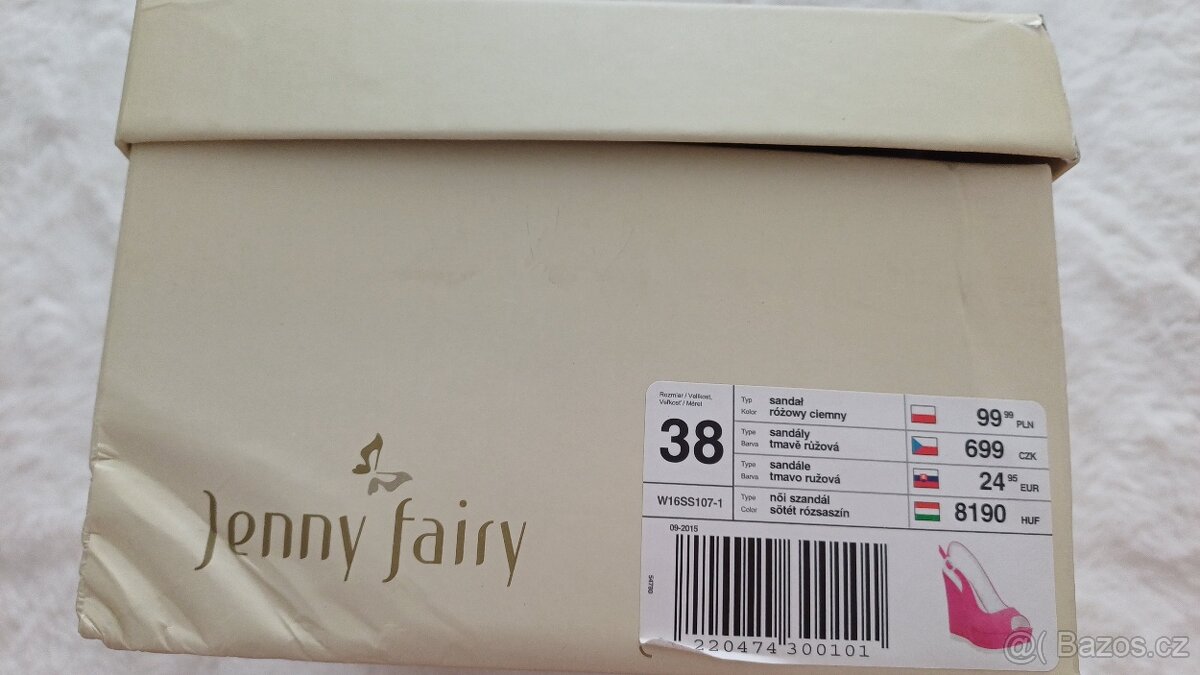 Jenny fairy
Rozmiar / Velikost,
Veľkosť / Méret
38
W16SS107-1
Typ sandał
Kolor różowy ciemny
99 99 PLN
Type sandály
Barva tmavě růžová
699 CZK
Type sandále
Barva tmavo ružová
24 95 EUR
Type női szandál
Color sötét rózsaszín
8190 HUF
09-2015
54780
220474 300101
@( Bazos.cz